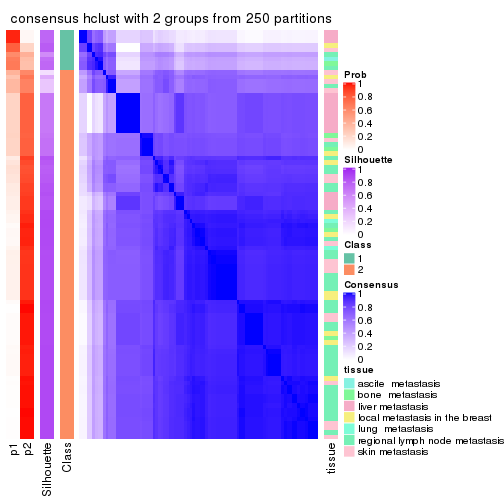 consensus hclust with 2 groups from 250 partitions
Prob
1
0.8
0.6
0.4
0.2
0
Silhouette
1
0.8
0.6
0.4
0.2
0
Class
1
2
Consensus
1
0.8
0.6
0.4
0.2
0
tissue
ascite metastasis
bone metastasis
liver metastasis
local metastasis in the breast
lung metastasis
regional lymph node metastasis
skin metastasis
p1
p2
Silhouette
Class
tissue